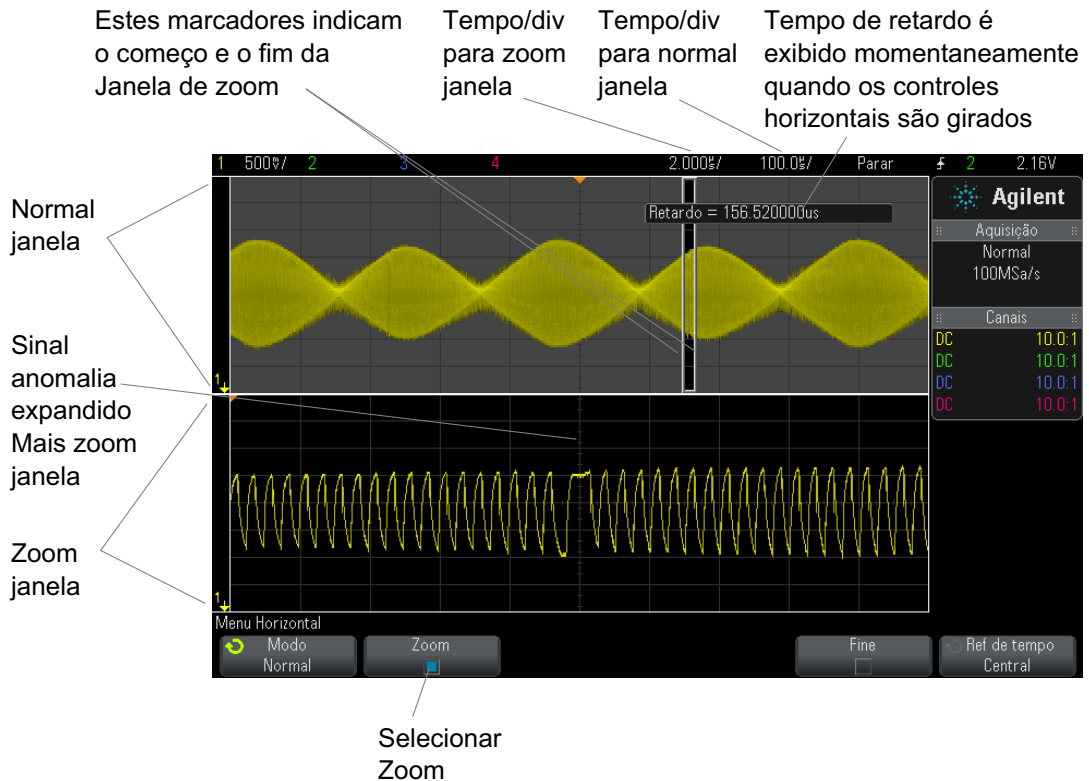 Estes marcadores indicam
o começo e o fim da
Janela de zoom
Tempo/div
para zoom
janela
Tempo/div
para normal
janela
Tempo de retardo é
exibido momentaneamente
quando os controles
horizontais são girados
1 500mV/ 2 3 4 2.000us/ 100.0us/ Parar 2 2.16V
Normal
janela
Retardo = 156.520000us
Agilent
Aquisição
Normal
100MSa/s
Canais
DC 10.0:1
DC 10.0:1
DC 10.0:1
DC 10.0:1
1
Sinal
anomalia
expandido
Mais zoom
janela
Zoom
janela
1
Menu Horizontal
Modo
Normal
Zoom
Fine
Ref de tempo
Central
Selecionar
Zoom